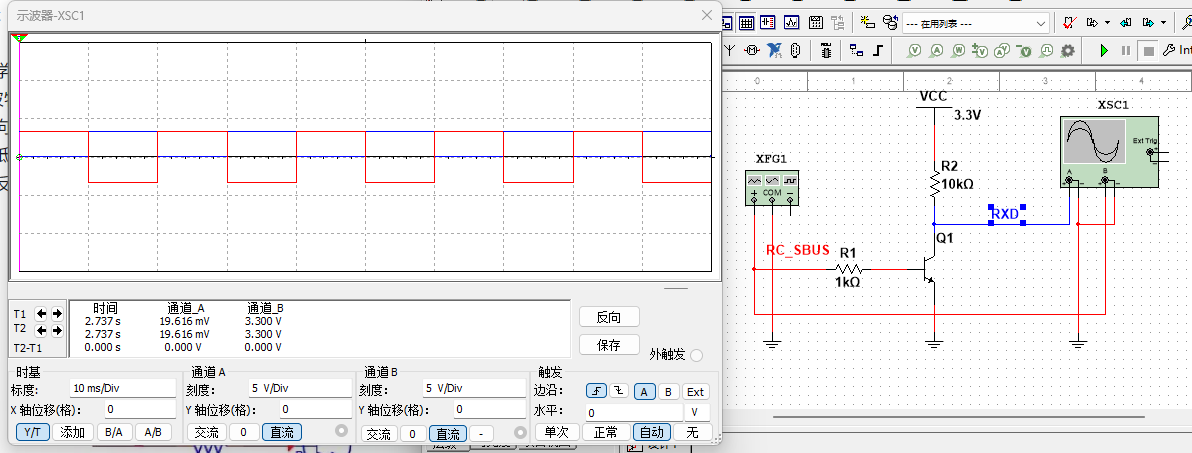 示波器-XSC1
T1
T2
T2-T1
时间 通道_A 通道_B
2.737 s 19.616 mV 3.300 V
2.737 s 19.616 mV 3.300 V
0.000 s 0.000 V 0.000 V
反向
保存
外触发
时基
标度: 10 ms/Div
X 轴位移(格): 0
Y/T 添加 B/A A/B
通道 A
刻度: 5 V/Div
Y 轴位移(格): 0
交流 0 直流
通道 B
刻度: 5 V/Div
Y 轴位移(格): 0
交流 0 直流 -
触发
边沿: A B Ext
水平: 0 V
单次 正常 自动 无
--- 在用列表 ---
Int
0 1 2 3 4
VCC
3.3V
XSC1
Ext Trig
A B
XFG1
COM
R2
10kΩ
RXD
Q1
RC_SBUS
R1
1kΩ